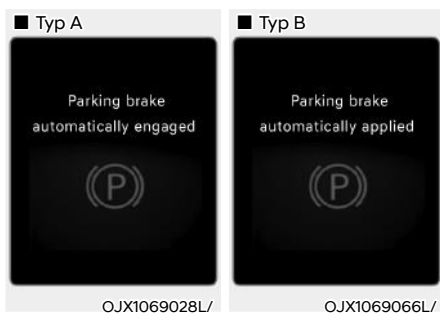 ■ Typ A
Parking brake
automatically engaged
(P)
OJX1069028L/
■ Typ B
Parking brake
automatically applied
(P)
OJX1069066L/